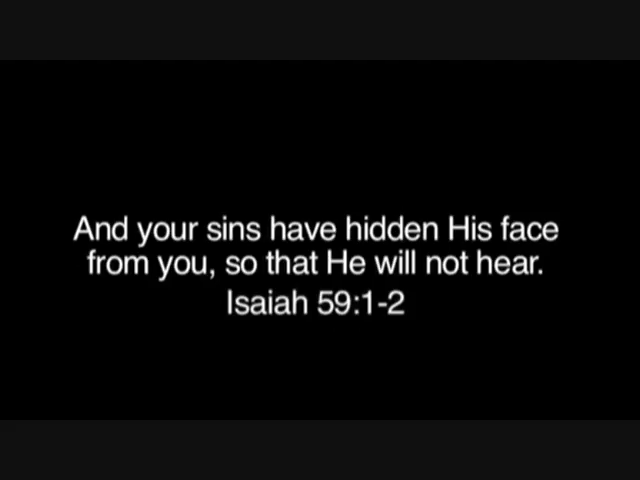 And your sins have hidden His face
from you, so that He will not hear.
Isaiah 59:1-2